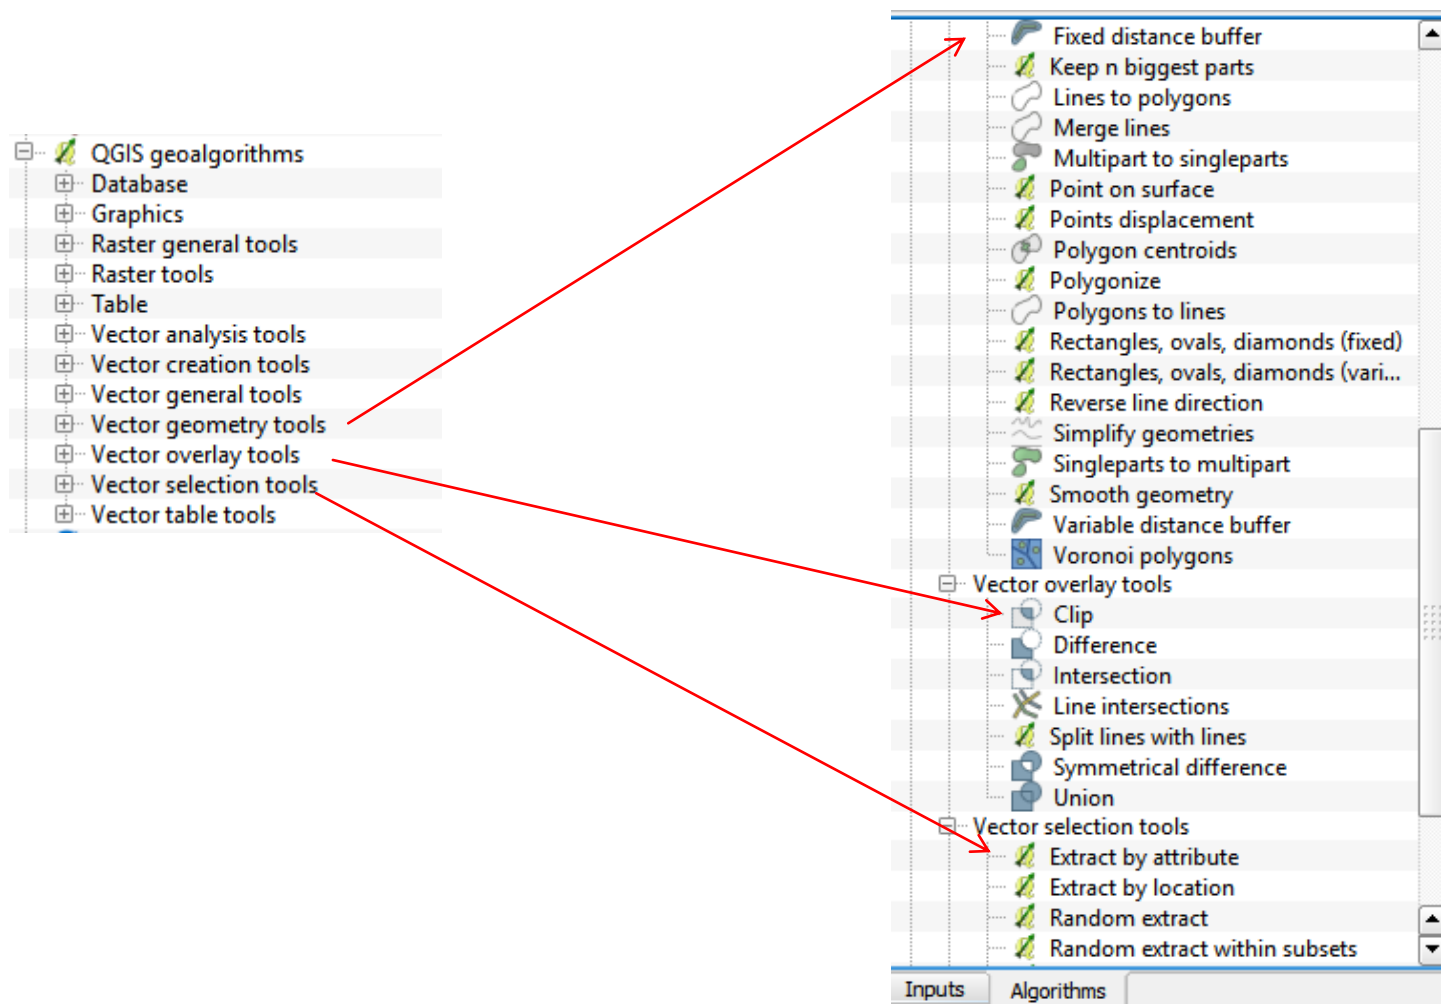 QGIS geoalgorithms
Database
Graphics
Raster general tools
Raster tools
Table
Vector analysis tools
Vector creation tools
Vector general tools
Vector geometry tools
Vector overlay tools
Vector selection tools
Vector table tools
Fixed distance buffer
Keep n biggest parts
Lines to polygons
Merge lines
Multipart to singleparts
Point on surface
Points displacement
Polygon centroids
Polygonize
Polygons to lines
Rectangles, ovals, diamonds (fixed)
Rectangles, ovals, diamonds (vari...
Reverse line direction
Simplify geometries
Singleparts to multipart
Smooth geometry
Variable distance buffer
Voronoi polygons
Vector overlay tools
Clip
Difference
Intersection
Line intersections
Split lines with lines
Symmetrical difference
Union
Vector selection tools
Extract by attribute
Extract by location
Random extract
Random extract within subsets
Inputs Algorithms